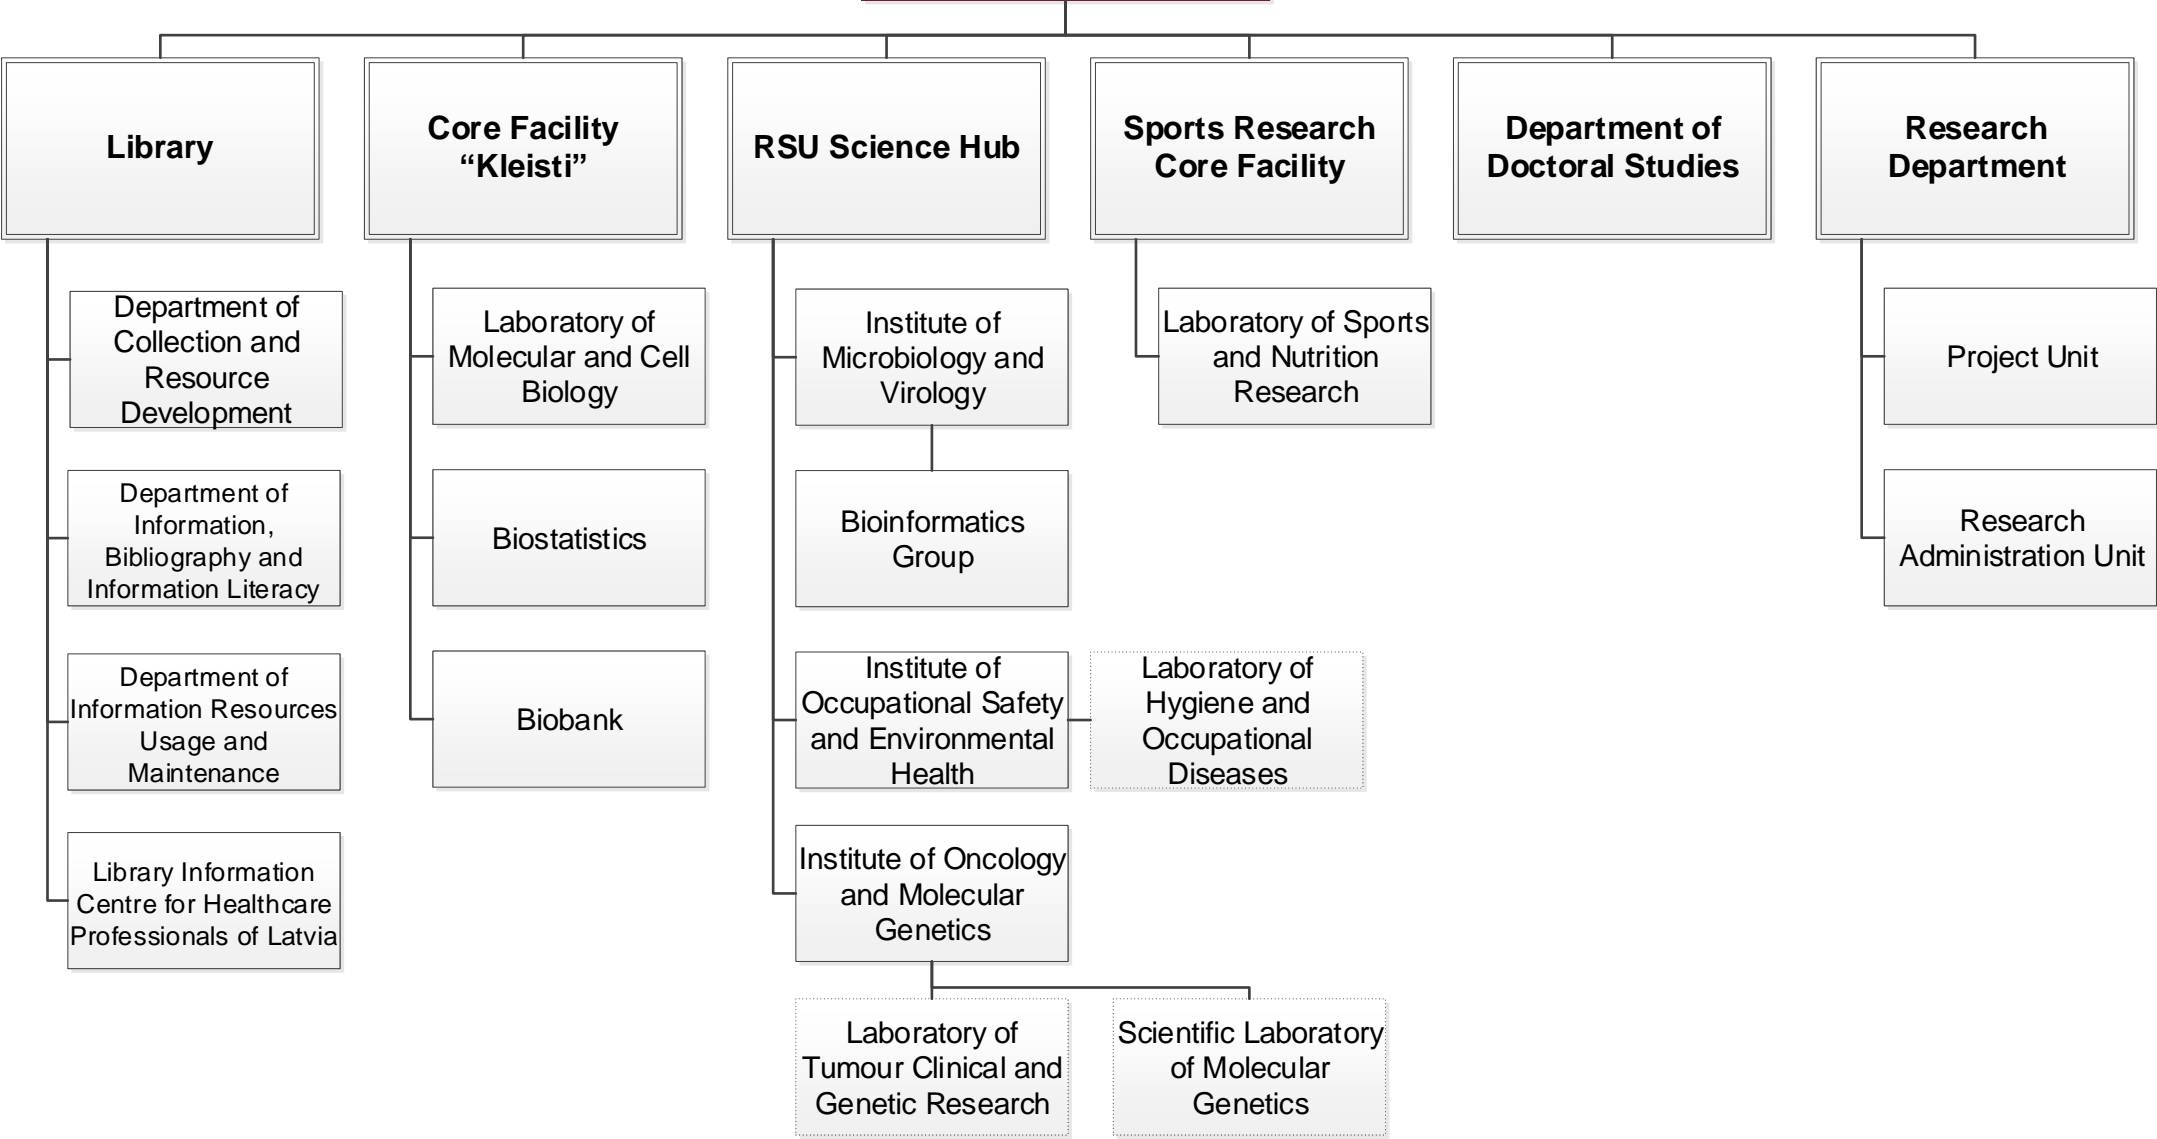 Library
Core Facility
“Kleisti”
RSU Science Hub
Sports Research
Core Facility
Department of
Doctoral Studies
Research
Department
Department of
Collection and
Resource
Development
Department of
Information,
Bibliography and
Information Literacy
Department of
Information Resources
Usage and
Maintenance
Library Information
Centre for Healthcare
Professionals of Latvia
Laboratory of
Molecular and Cell
Biology
Biostatistics
Biobank
Institute of
Microbiology and
Virology
Bioinformatics
Group
Institute of
Occupational Safety
and Environmental
Health
Laboratory of
Hygiene and
Occupational
Diseases
Institute of Oncology
and Molecular
Genetics
Laboratory of
Tumour Clinical and
Genetic Research
Scientific Laboratory
of Molecular
Genetics
Laboratory of Sports
and Nutrition
Research
Project Unit
Research
Administration Unit